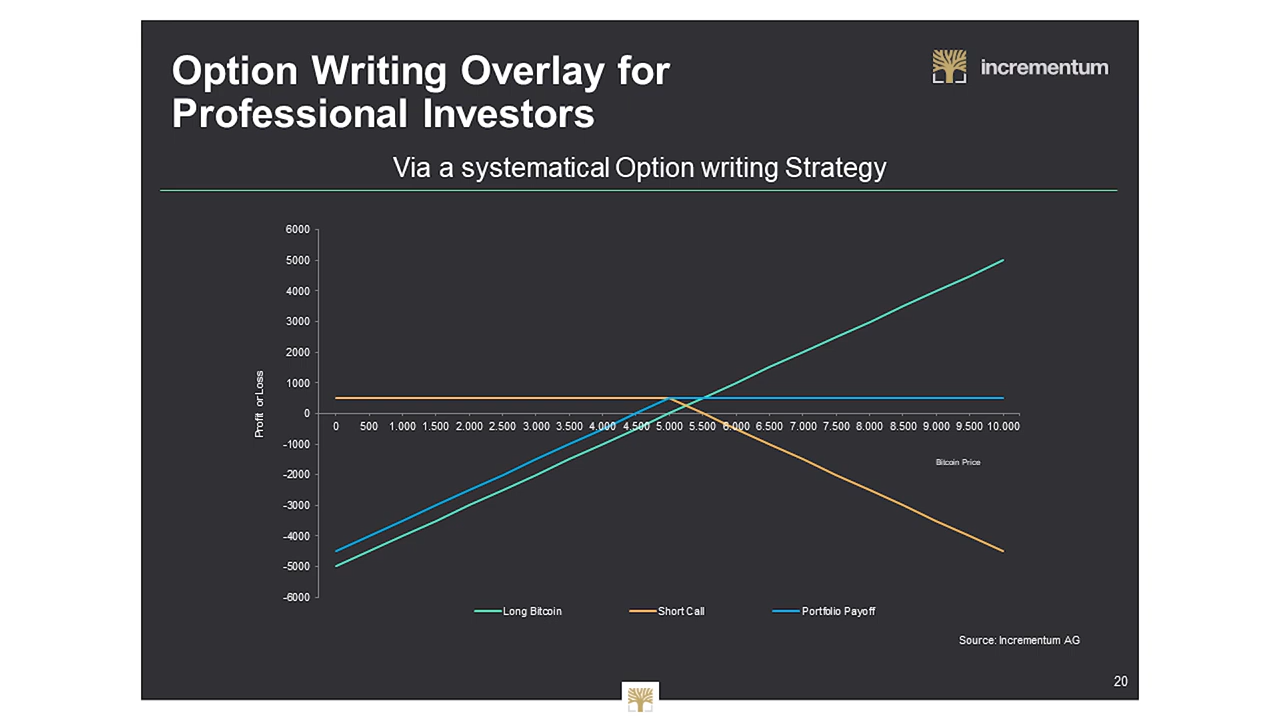 Option Writing Overlay for
Professional Investors
incrementum
Via a systematical Option writing Strategy
6000
5000
4000
3000
2000
1000
0
-1000
-2000
-3000
-4000
-5000
-6000
Profit or Loss
0 500 1.000 1.500 2.000 2.500 3.000 3.500 4.000 4.500 5.000 5.500 6.000 6.500 7.000 7.500 8.000 8.500 9.000 9.500 10.000
Bitcoin Price
Long Bitcoin Short Call Portfolio Payoff
Source: Incrementum AG
20